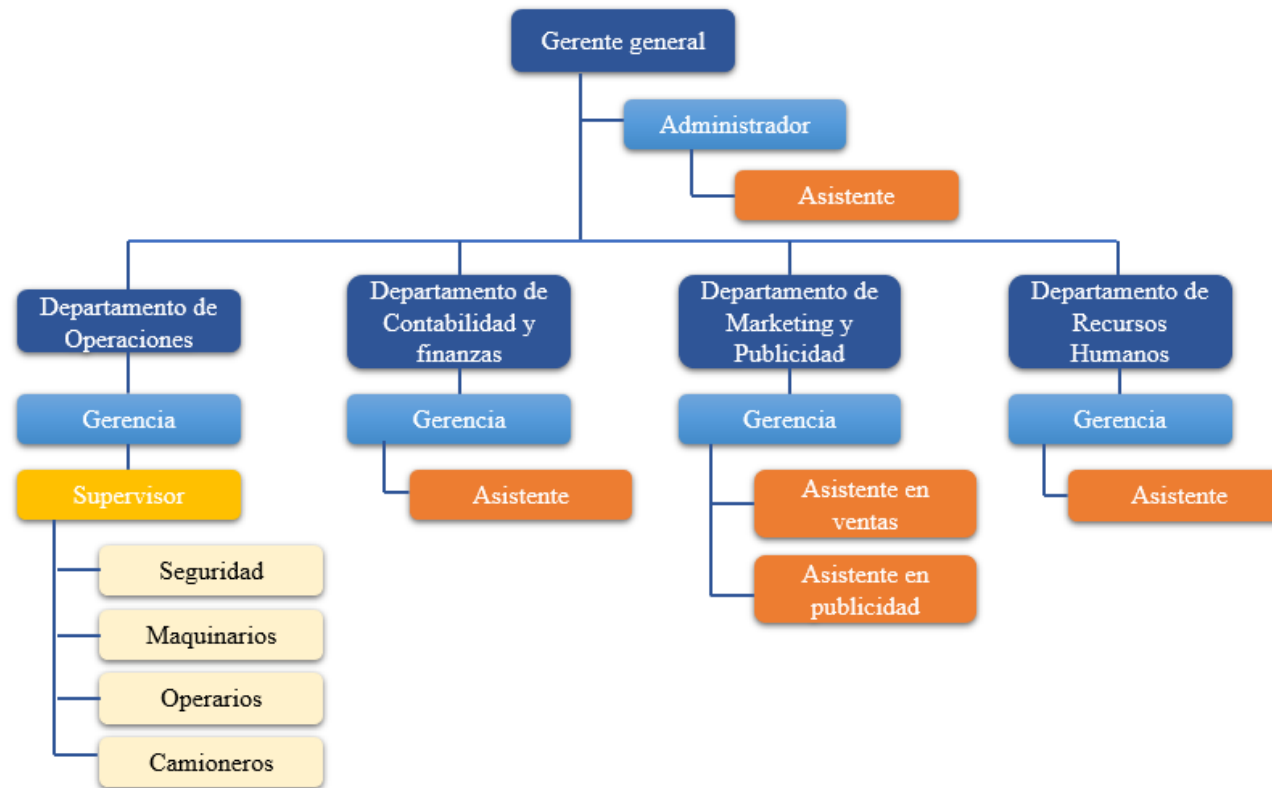 Gerente general
Administrador
Asistente
Departamento de
Operaciones
Gerencia
Supervisor
Seguridad
Maquinarios
Operarios
Camioneros
Departamento de
Contabilidad y
finanzas
Gerencia
Asistente
Departamento de
Marketing y
Publicidad
Gerencia
Asistente en
ventas
Asistente en
publicidad
Departamento de
Recursos
Humanos
Gerencia
Asistente